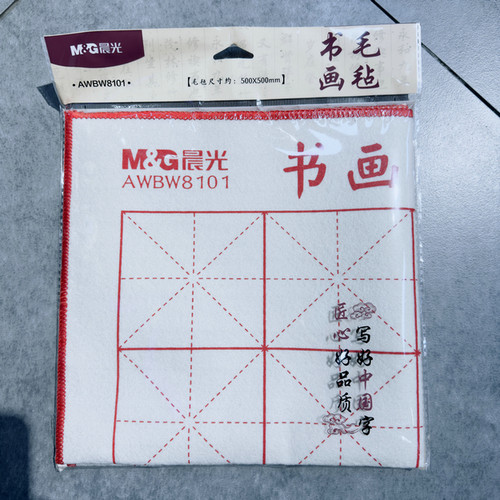 M&G晨光
AWBW8101
【毛毡尺寸约：500X500mm】
书画毛毡
M&G晨光
AWBW8101
书画
写好中国字
匠心好品质